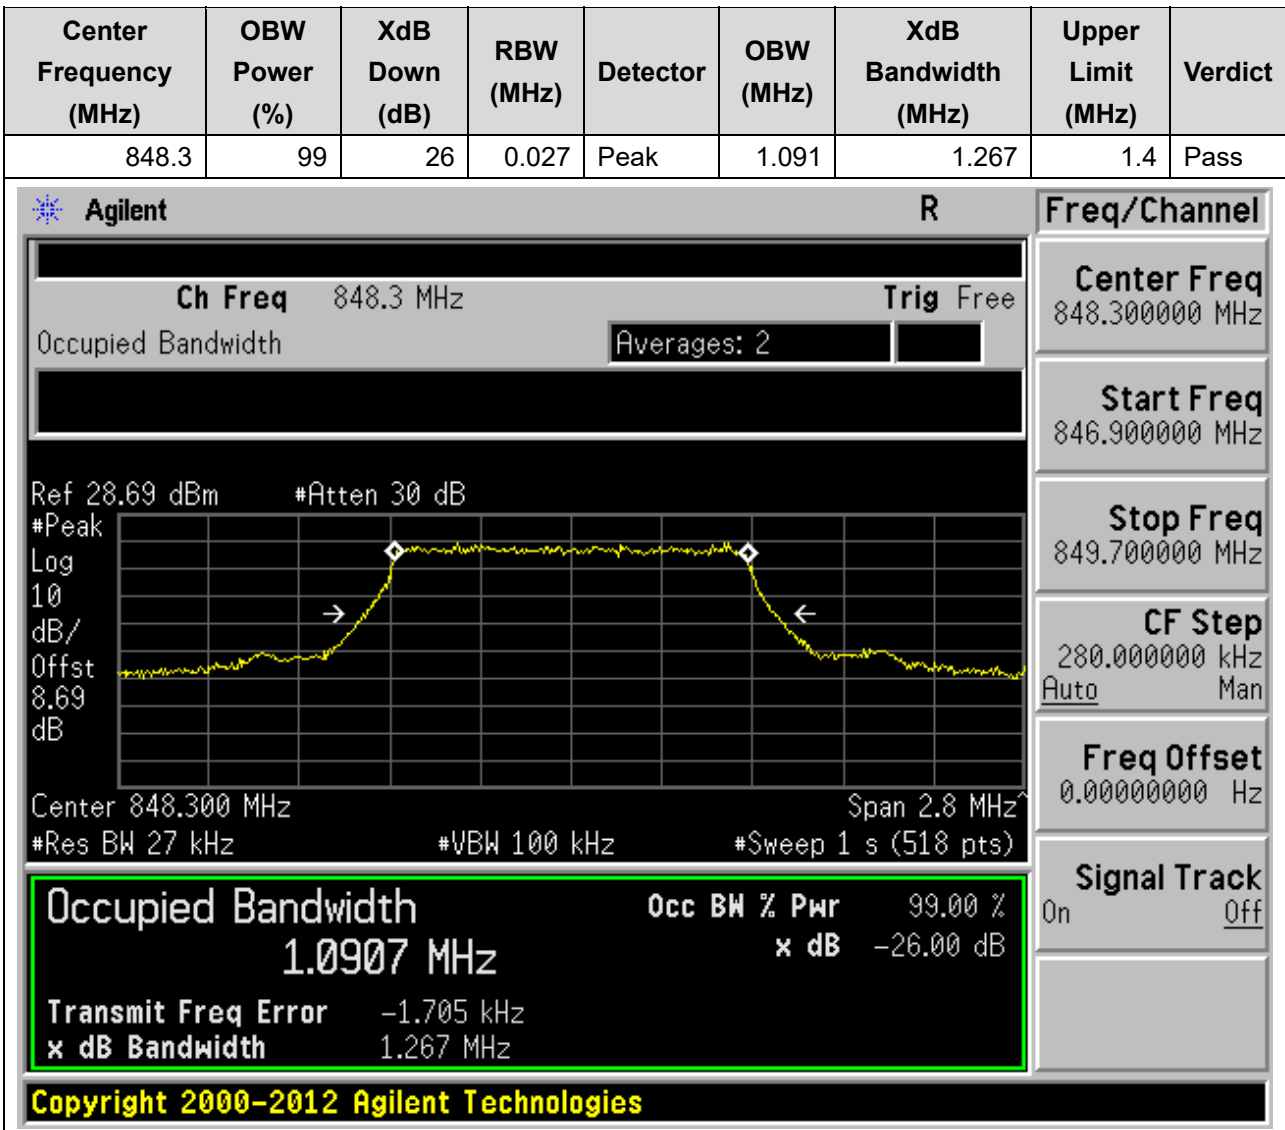 Center Frequency (MHz) OBW Power (%) XdB Down (dB) RBW (MHz) Detector OBW (MHz) XdB Bandwidth (MHz) Upper Limit (MHz) Verdict
848.3 99 26 0.027 Peak 1.091 1.267 1.4 Pass
Agilent R Freq/Channel
Ch Freq 848.3 MHz Trig Free
Occupied Bandwidth Averages: 2
Center Freq
848.300000 MHz
Start Freq
846.900000 MHz
Stop Freq
849.700000 MHz
CF Step
280.000000 kHz
Auto Man
Freq Offset
0.00000000 Hz
Signal Track
On Off
Ref 28.69 dBm #Atten 30 dB
#Peak
Log
10
dB/
Offst
8.69
dB
Center 848.300 MHz Span 2.8 MHz^
#Res BW 27 kHz #VBW 100 kHz #Sweep 1 s (518 pts)
Occupied Bandwidth Occ BW % Pwr 99.00 %
1.0907 MHz x dB -26.00 dB
Transmit Freq Error -1.705 kHz
x dB Bandwidth 1.267 MHz
Copyright 2000-2012 Agilent Technologies